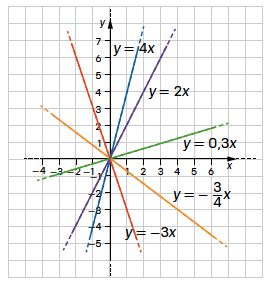 y
7
y = 4x
6
5
4
y = 2x
3
2
1
y = 0,3x
-4 -3 -2 -1
1 2 3 4 5 6
x
-1
-2
y = -3/4x
-3
-4
y = -3x
-5